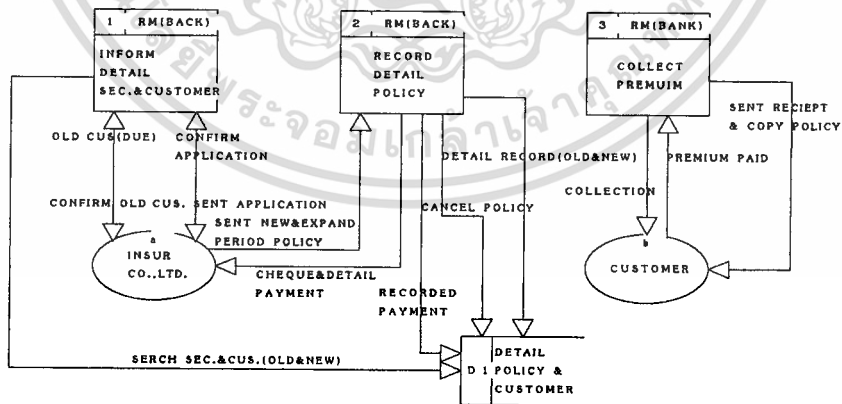 1 RM(BACK)
INFORM
DETAIL
SEC.&CUSTOMER
2 RM(BACK)
RECORD
DETAIL
POLICY
3 RM(BANK)
COLLECT
PREMUIM
SENT RECIEPT
& COPY POLICY
OLD CUS(DUE)
CONFIRM
APPLICATION
DETAIL RECORD(OLD&NEW)
PREMIUM PAID
COLLECTION
CONFIRM OLD CUS.
SENT APPLICATION
SENT NEW&EXPAND
PERIOD POLICY
CANCEL POLICY
a
INSUR
CO.,LTD.
CHEQUE&DETAIL
PAYMENT
RECORDED
PAYMENT
b
CUSTOMER
SERCH SEC.&CUS.(OLD&NEW)
D 1
DETAIL
POLICY &
CUSTOMER